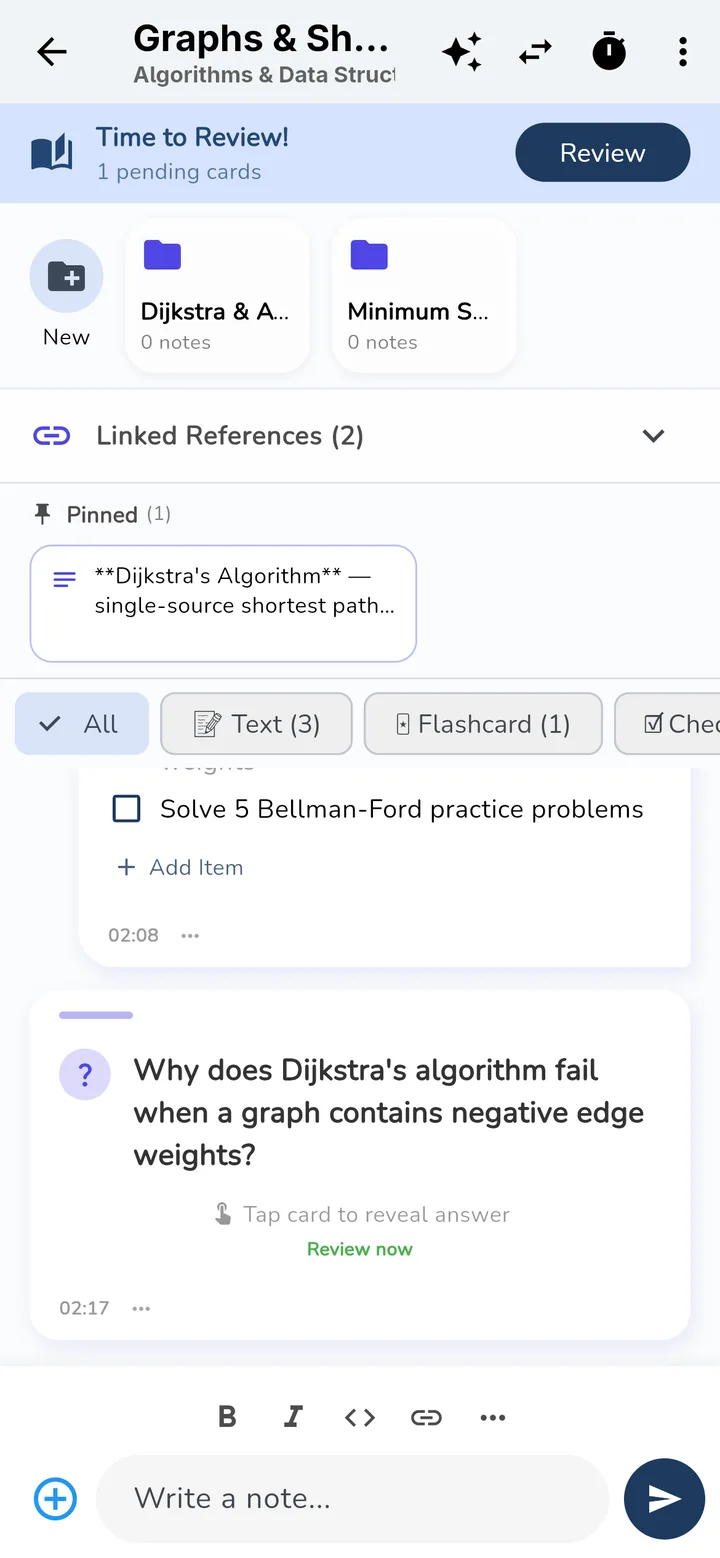 Graphs & Sh...
Algorithms & Data Struct
Time to Review!
1 pending cards
Review
New
Dijkstra & A...
0 notes
Minimum S...
0 notes
Linked References (2)
Pinned (1)
**Dijkstra's Algorithm** —
single-source shortest path...
All
Text (3)
Flashcard (1)
Chec
weights
Solve 5 Bellman-Ford practice problems
+ Add Item
02:08
?
Why does Dijkstra's algorithm fail
when a graph contains negative edge
weights?
Tap card to reveal answer
Review now
02:17
B I <>
Write a note...